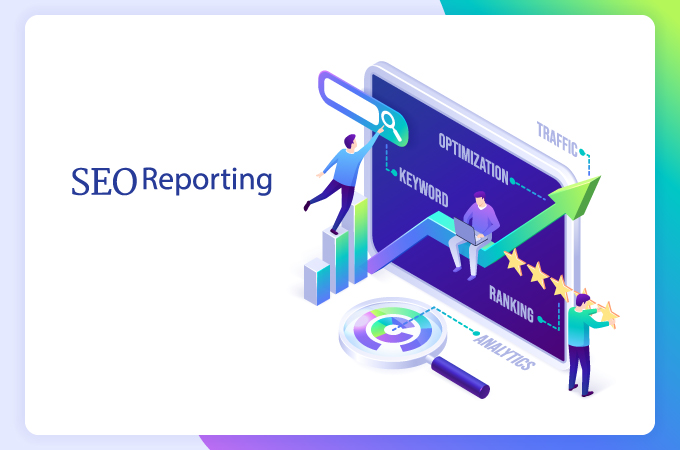 SEO Reporting
TRAFFIC
OPTIMIZATION
KEYWORD
RANKING
ANALYTICS